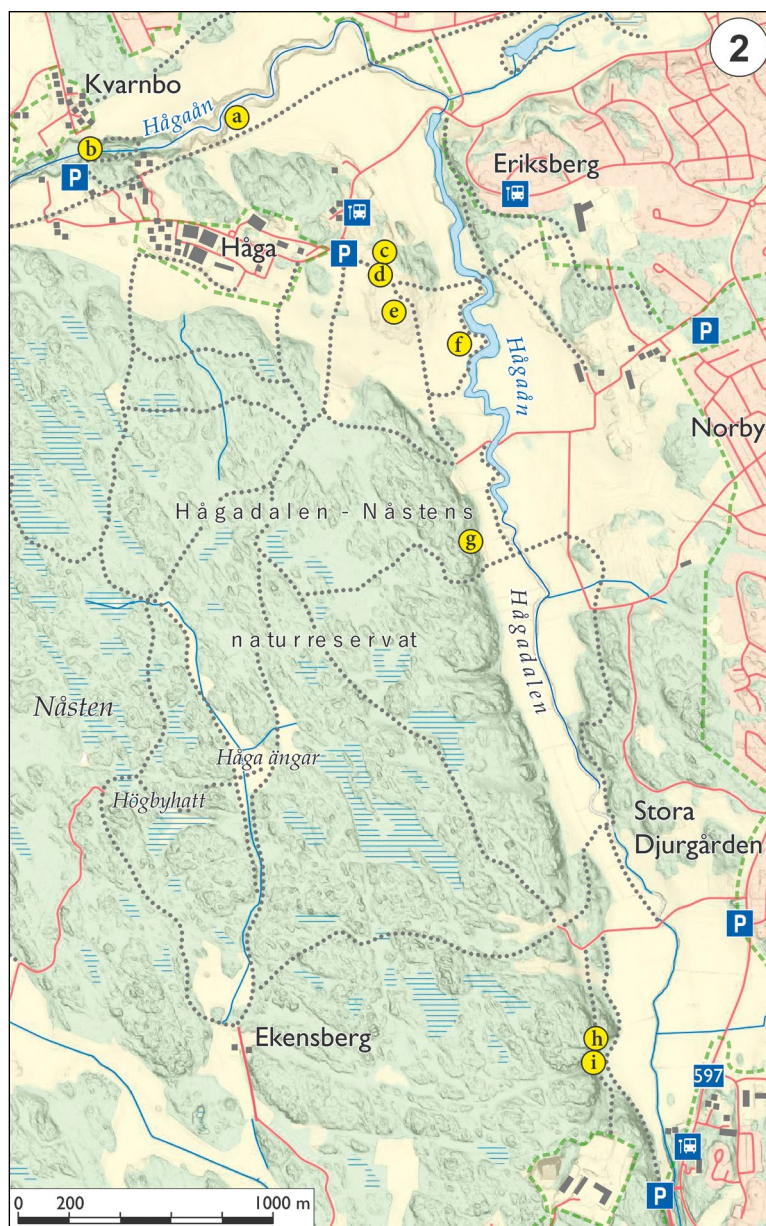 2
Kvarnbo
Hågaån
a
b
P
Eriksberg
Håga
P
c
d
e
f
Hågaån
P
Norby
Hågadalen - Nåstens
g
naturreservat
Hågadalen
Nåsten
Håga ängar
Högbyhatt
Stora
Djurgården
P
Ekensberg
h
i
597
P
0 200 1000 m